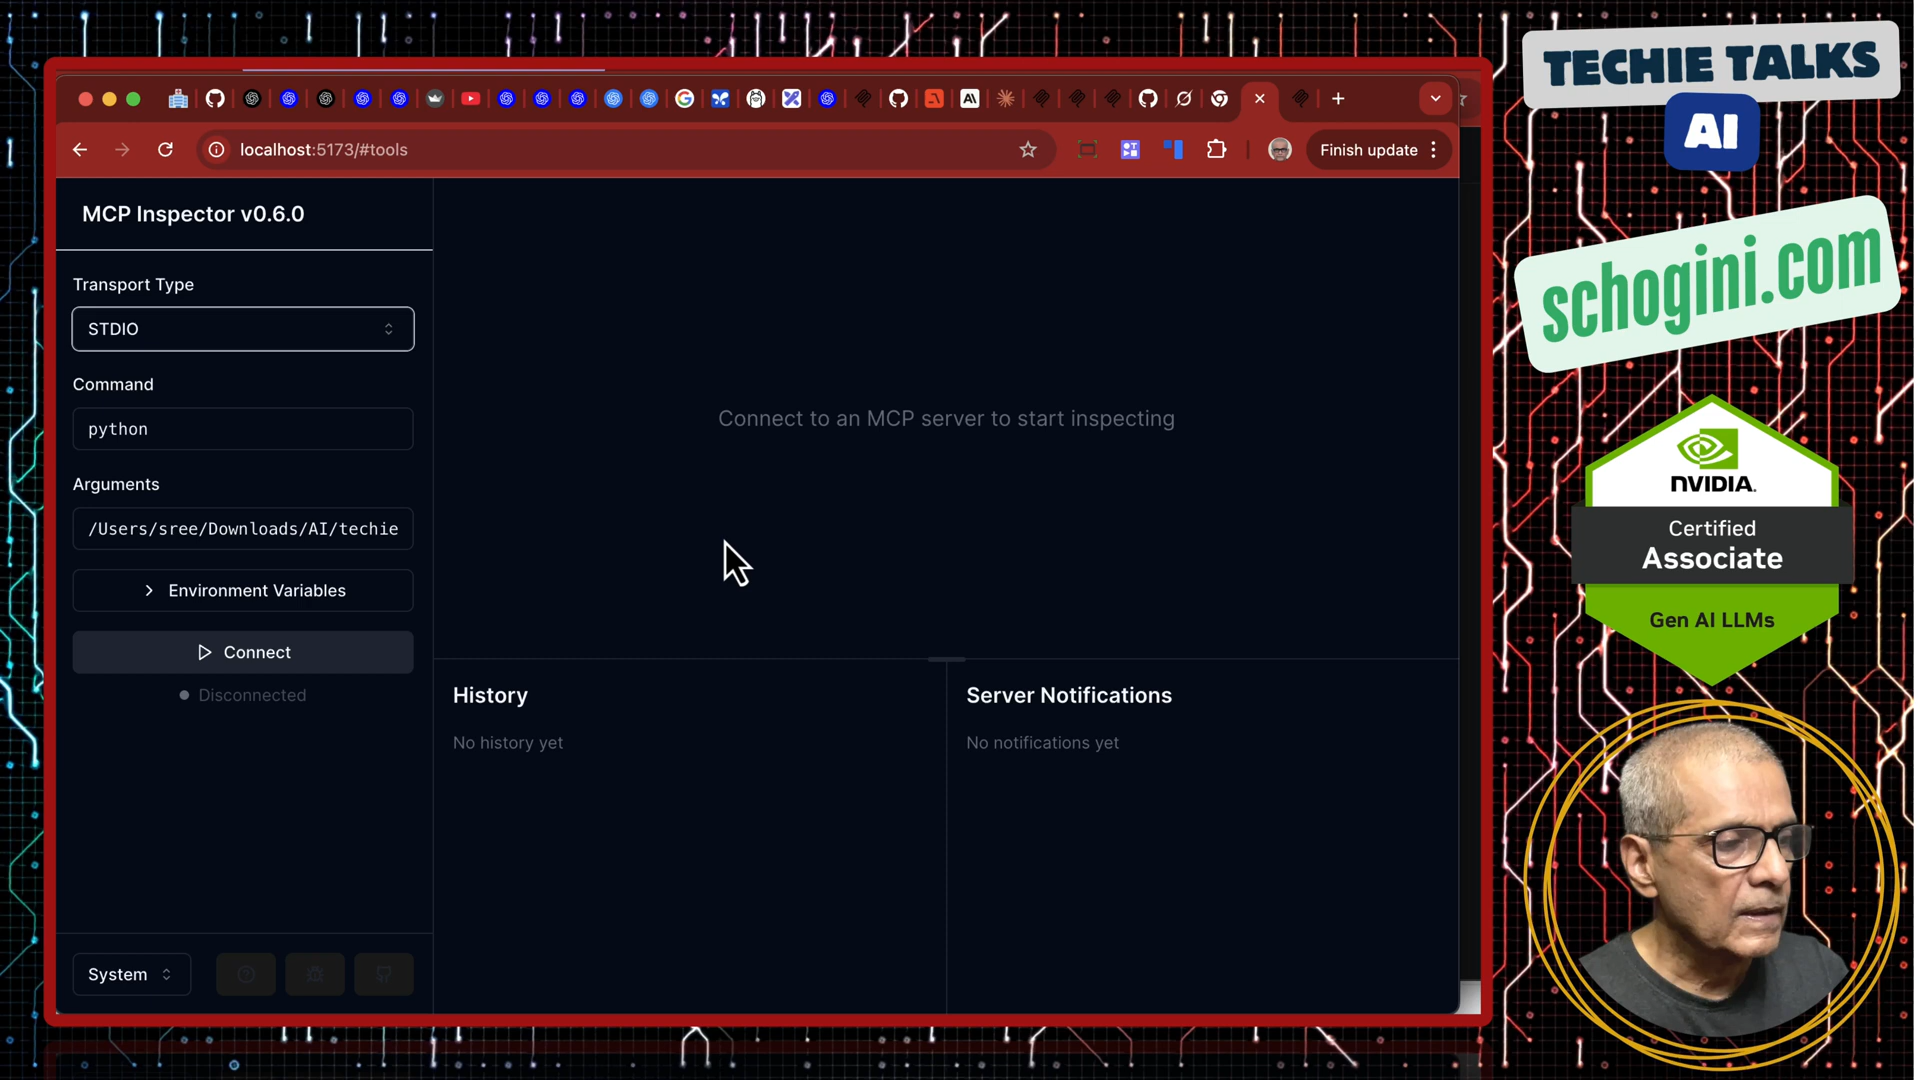 localhost:5173/#tools
Finish update
MCP Inspector v0.6.0
Transport Type
STDIO
Command
python
Arguments
/Users/sree/Downloads/AI/techie
Environment Variables
Connect
Disconnected
System
Connect to an MCP server to start inspecting
History
No history yet
Server Notifications
No notifications yet
TECHIE TALKS
AI
schogini.com
NVIDIA.
Certified
Associate
Gen AI LLMs